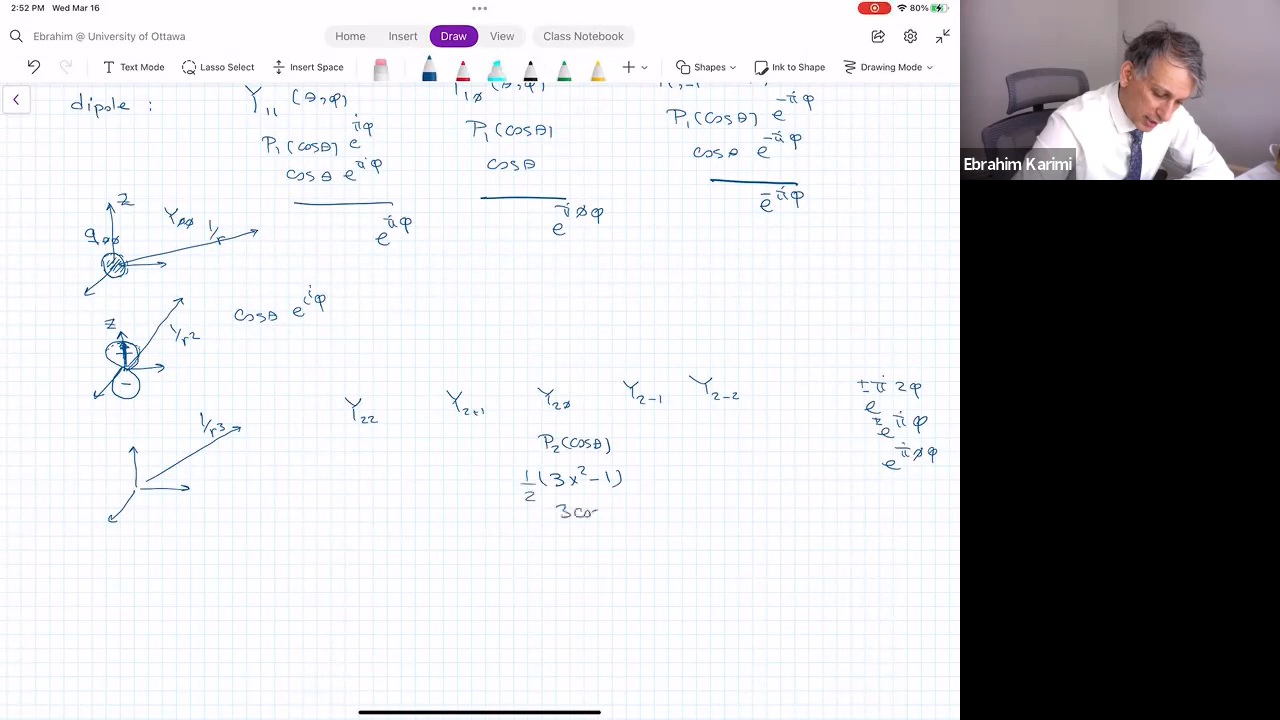 2:52 PM Wed Mar 16
80%
Ebrahim @ University of Ottawa
Home Insert Draw View Class Notebook
Text Mode Lasso Select Insert Space Shapes Ink to Shape Drawing Mode
dipole :
Y₁₁ (θ,φ)
Y₁₀ (θ,φ)
P₁(cosθ) e^{iφ}
P₁(cosθ)
P₁(cosθ) e^{-iφ}
cosθ e^{iφ}
cosθ
cosθ e^{-iφ}
e^{iφ}
e^{i0φ}
e^{-iφ}
Ebrahim Karimi
z
q₀₀
Y₀₀
1/r
cosθ e^{iφ}
z
1/r²
+
-
Y₂₂ Y₂₊₁ Y₂₀ Y₂₋₁ Y₂₋₂
e^{±i2φ}
e^{±iφ}
e^{i0φ}
1/r³
P₂(cosθ)
1/2 (3x² - 1)
3co